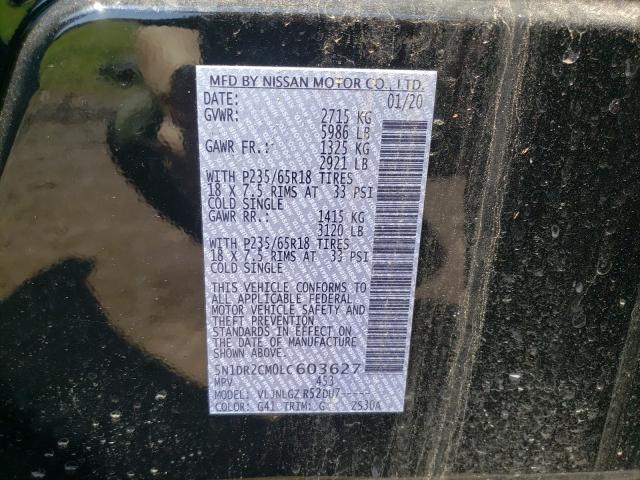 MFD BY NISSAN MOTOR CO., LTD.
DATE: 01/20
GVWR: 2715 KG
5986 LB
GAWR FR.: 1325 KG
2921 LB
WITH P235/65R18 TIRES
18 X 7.5 RIMS AT 33 PSI
COLD SINGLE
GAWR RR.: 1415 KG
3120 LB
WITH P235/65R18 TIRES
18 X 7.5 RIMS AT 33 PSI
COLD SINGLE
THIS VEHICLE CONFORMS TO
ALL APPLICABLE FEDERAL
MOTOR VEHICLE SAFETY AND
THEFT PREVENTION
STANDARDS IN EFFECT ON
DATE SHOWN ABOVE.
5N1DR2CM0LC603627
MPV 453
MODEL: VLJNLGZ R52DU7-----
COLOR: G41 TRIM: G ZS30A